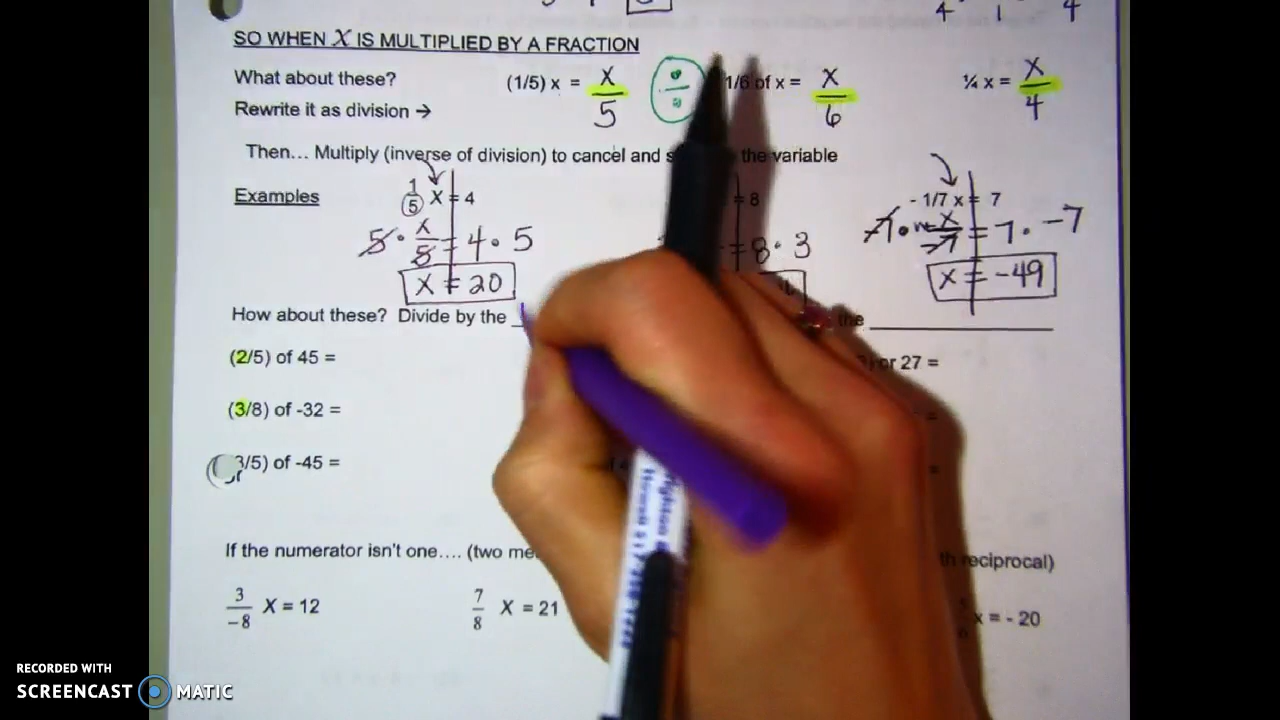 4 1 4
SO WHEN X IS MULTIPLIED BY A FRACTION
What about these? (1/5) x = x/5 1/6 of x = x/6 ¼ x = x/4
Rewrite it as division →
Then… Multiply (inverse of division) to cancel and the variable
Examples 1/5 x = 4 = 8 - 1/7 x = 7
5 · x/5 = 4 · 5 = 8 · 3 -7 · x/-7 = 7 · -7
x = 20 x = -49
How about these? Divide by the the
(2/5) of 45 = 27 =
(3/8) of -32 = =
3/5) of -45 = =
If the numerator isn't one…. (two reciprocal)
3/-8 X = 12 7/8 X = 21 x = - 20
RECORDED WITH
SCREENCAST MATIC